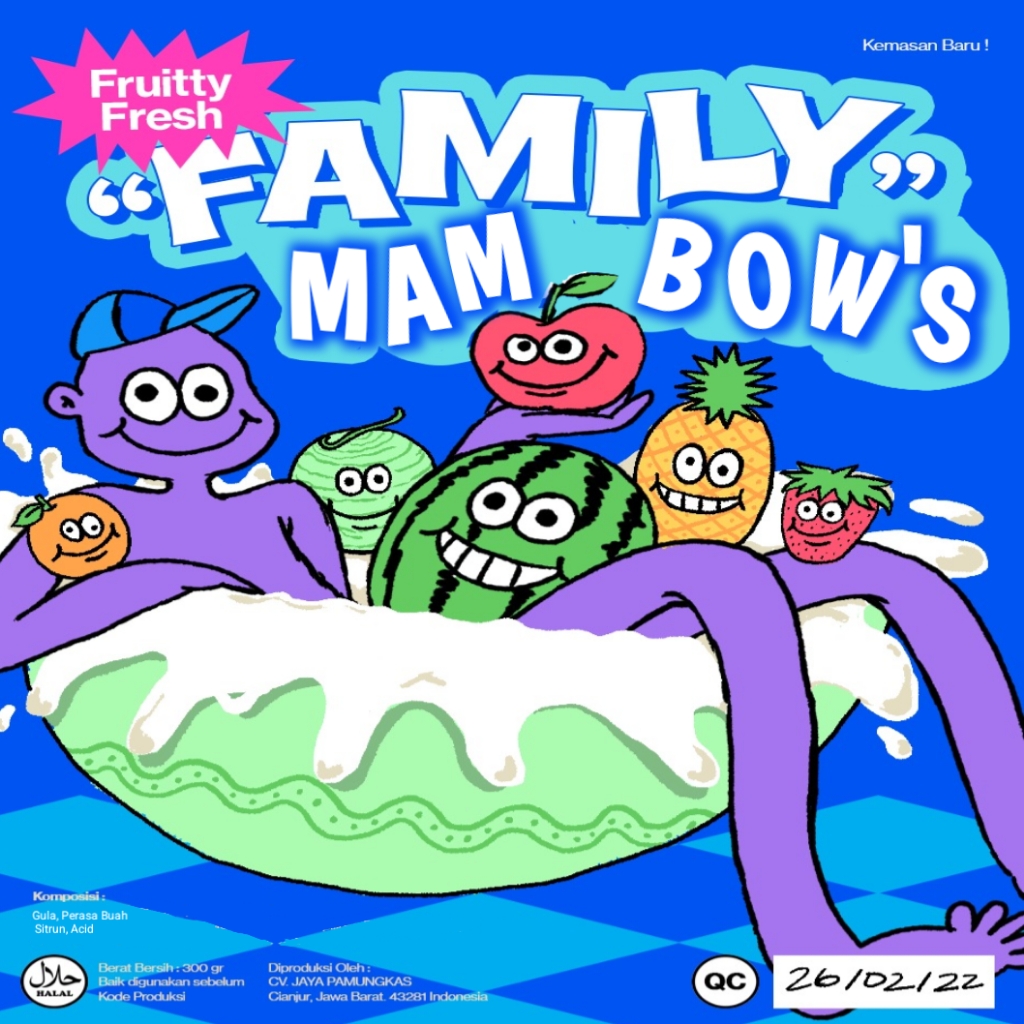 Kemasan Baru !
Fruitty
Fresh
“FAMILY”
MAM BOW'S
Komposisi :
Gula, Perasa Buah
Sitrun, Acid
حلال
HALAL
Berat Bersih : 300 gr
Baik digunakan sebelum
Kode Produksi
Diproduksi Oleh :
CV. JAYA PAMUNGKAS
Cianjur, Jawa Barat. 43281 Indonesia
QC
26/02/22